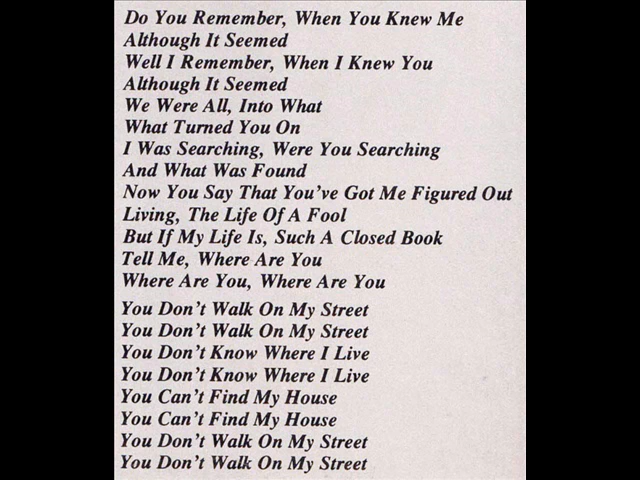 Do You Remember, When You Knew Me
Although It Seemed
Well I Remember, When I Knew You
Although It Seemed
We Were All, Into What
What Turned You On
I Was Searching, Were You Searching
And What Was Found
Now You Say That You've Got Me Figured Out
Living, The Life Of A Fool
But If My Life Is, Such A Closed Book
Tell Me, Where Are You
Where Are You, Where Are You
You Don't Walk On My Street
You Don't Walk On My Street
You Don't Know Where I Live
You Don't Know Where I Live
You Can't Find My House
You Can't Find My House
You Don't Walk On My Street
You Don't Walk On My Street